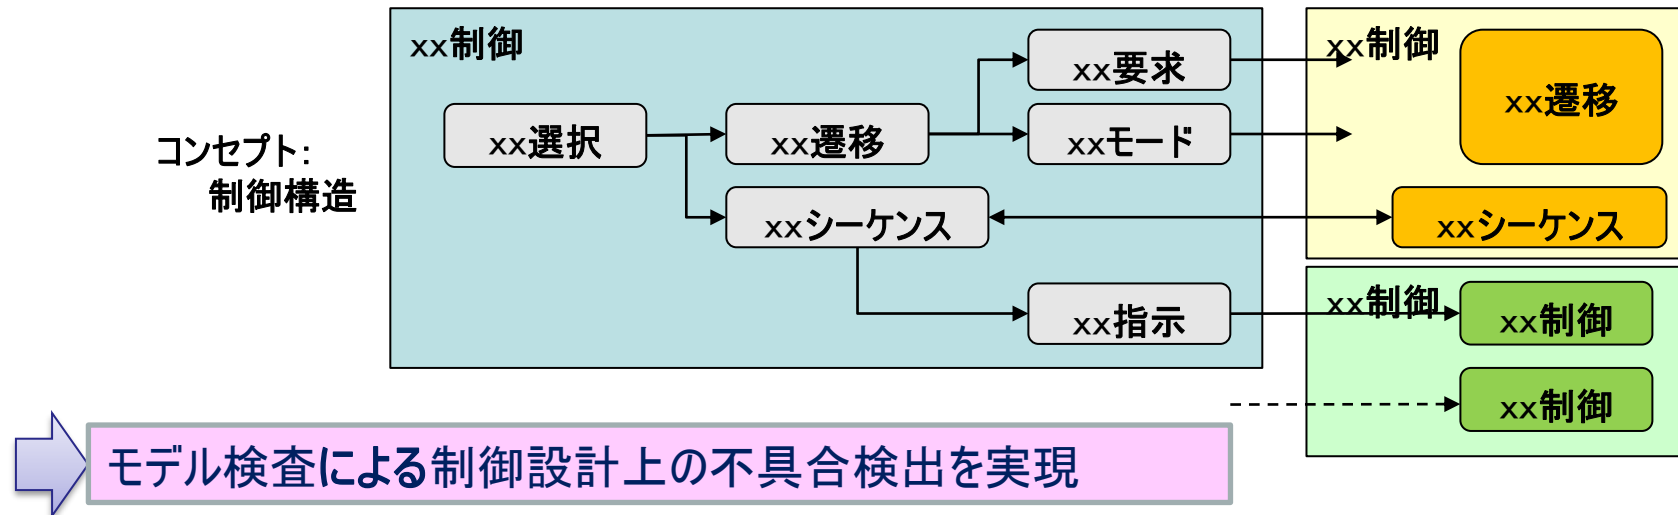 コンセプト:
制御構造
xx制御
xx選択
xx遷移
xxシーケンス
xx要求
xxモード
xx指示
xx制御
xx遷移
xxシーケンス
xx制御
xx制御
xx制御
モデル検査による制御設計上の不具合検出を実現